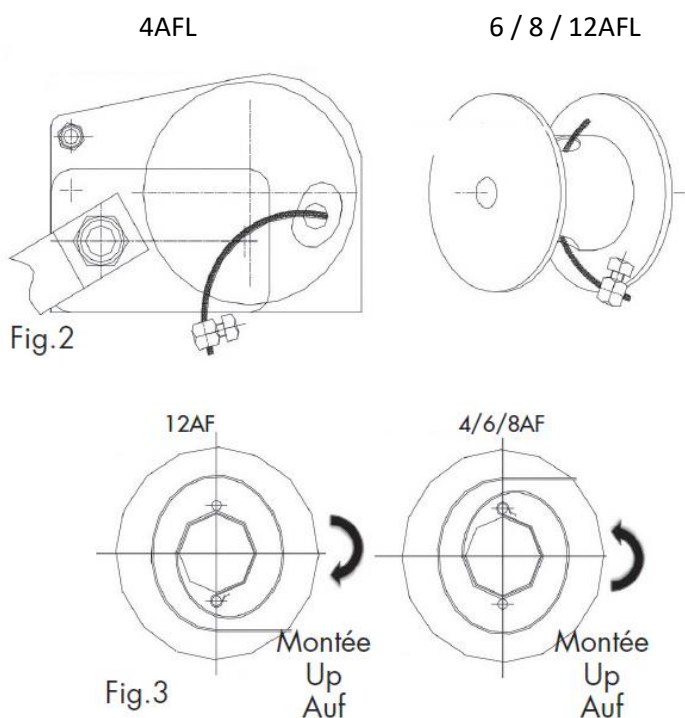 4AFL
6 / 8 / 12AFL
Fig.2
12AF
4/6/8AF
Montée
Up
Auf
Montée
Up
Auf
Fig.3